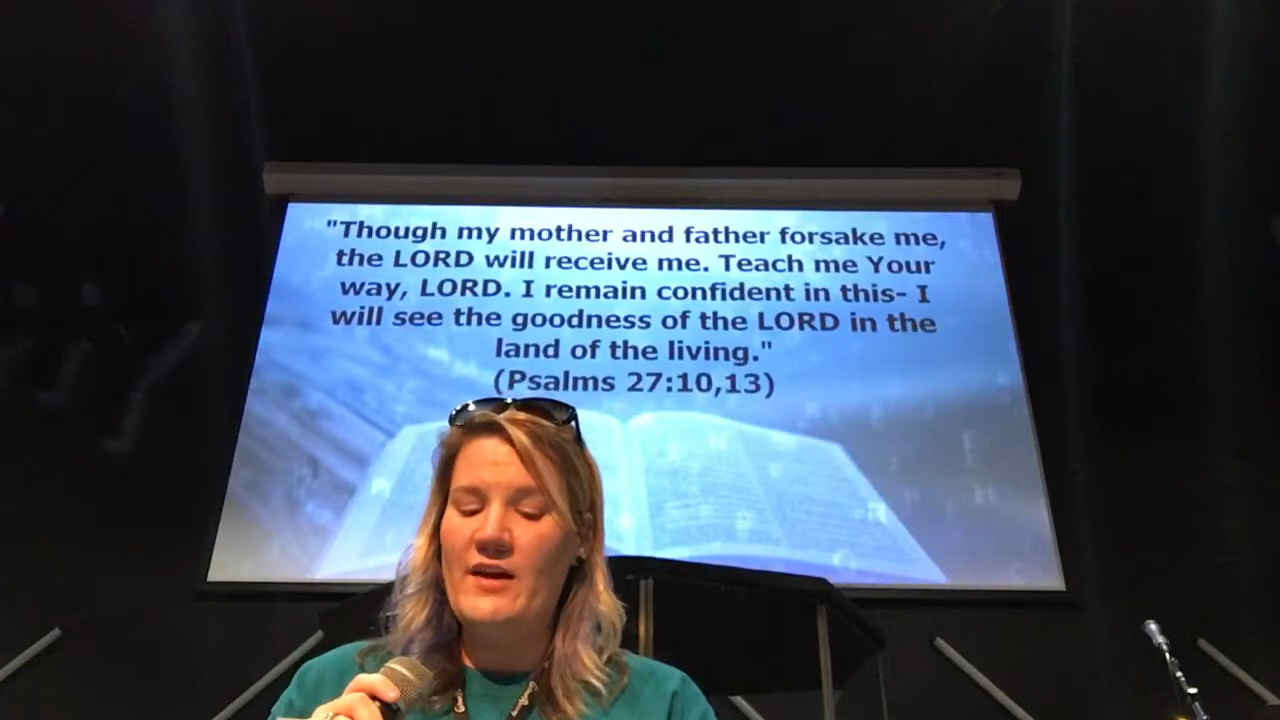 "Though my mother and father forsake me,
the LORD will receive me. Teach me Your
way, LORD. I remain confident in this- I
will see the goodness of the LORD in the
land of the living."
(Psalms 27:10,13)